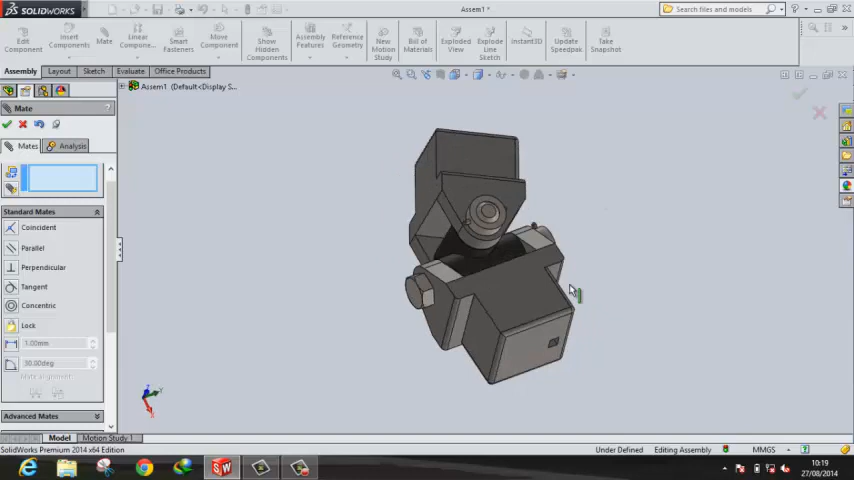 SOLIDWORKS
Assem1 *
Search files and models
Edit Component
Insert Components
Mate
Linear Compone...
Smart Fasteners
Move Component
Show Hidden Components
Assembly Features
Reference Geometry
New Motion Study
Bill of Materials
Exploded View
Explode Line Sketch
Instant3D
Update Speedpak
Take Snapshot
Assembly Layout Sketch Evaluate Office Products
Assem1 (Default<Display S...
Mate ?
Mates Analysis
Standard Mates
Coincident
Parallel
Perpendicular
Tangent
Concentric
Lock
1.00mm
30.00deg
Mate alignment:
Advanced Mates
Model Motion Study 1
SolidWorks Premium 2014 x64 Edition Under Defined Editing Assembly MMGS
10:19
27/08/2014